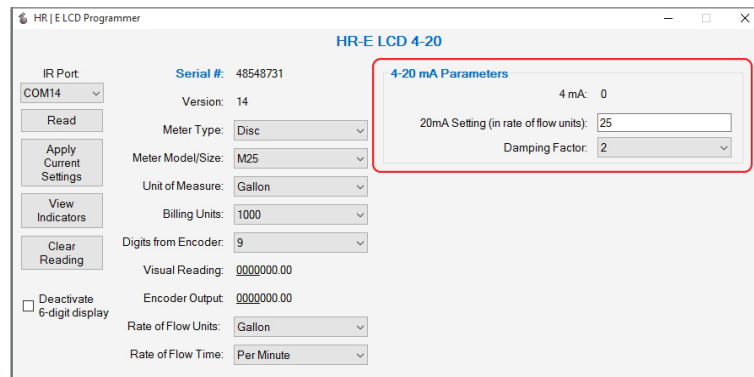 HR | E LCD Programmer
HR-E LCD 4-20
IR Port
COM14
Read
Apply
Current
Settings
View
Indicators
Clear
Reading
Deactivate
6-digit display
Serial #: 48548731
Version: 14
Meter Type: Disc
Meter Model/Size: M25
Unit of Measure: Gallon
Billing Units: 1000
Digits from Encoder: 9
Visual Reading: 0000000.00
Encoder Output: 0000000.00
Rate of Flow Units: Gallon
Rate of Flow Time: Per Minute
4-20 mA Parameters
4 mA: 0
20mA Setting (in rate of flow units): 25
Damping Factor: 2